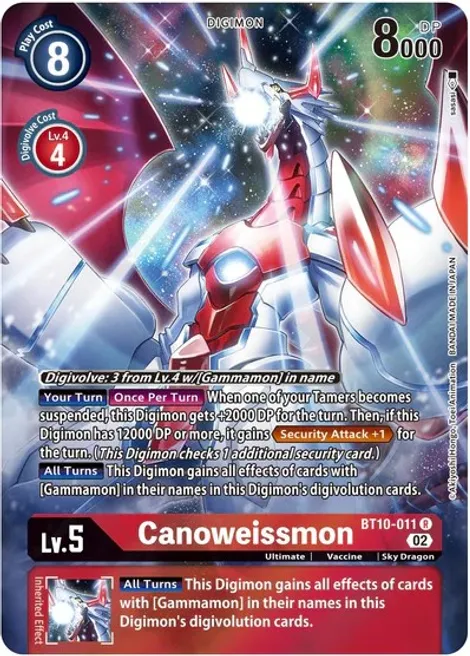 DIGIMON
Play Cost
8
DP
8000
Digivolve Cost
Lv.4
4
sasasi
Digivolve: 3 from Lv.4 w/[Gammamon] in name
Your Turn Once Per Turn When one of your Tamers becomes
suspended, this Digimon gets +2000 DP for the turn. Then, if this
Digimon has 12000 DP or more, it gains Security Attack +1 for
the turn. (This Digimon checks 1 additional security card.)
All Turns This Digimon gains all effects of cards with
[Gammamon] in their names in this Digimon's digivolution cards.
©Akiyoshi Hongo, Toei Animation BANDAI MADE IN JAPAN
Lv.5
Canoweissmon
BT10-011 R
02
Ultimate | Vaccine | Sky Dragon
Inherited Effect
All Turns This Digimon gains all effects of cards
with [Gammamon] in their names in this
Digimon's digivolution cards.